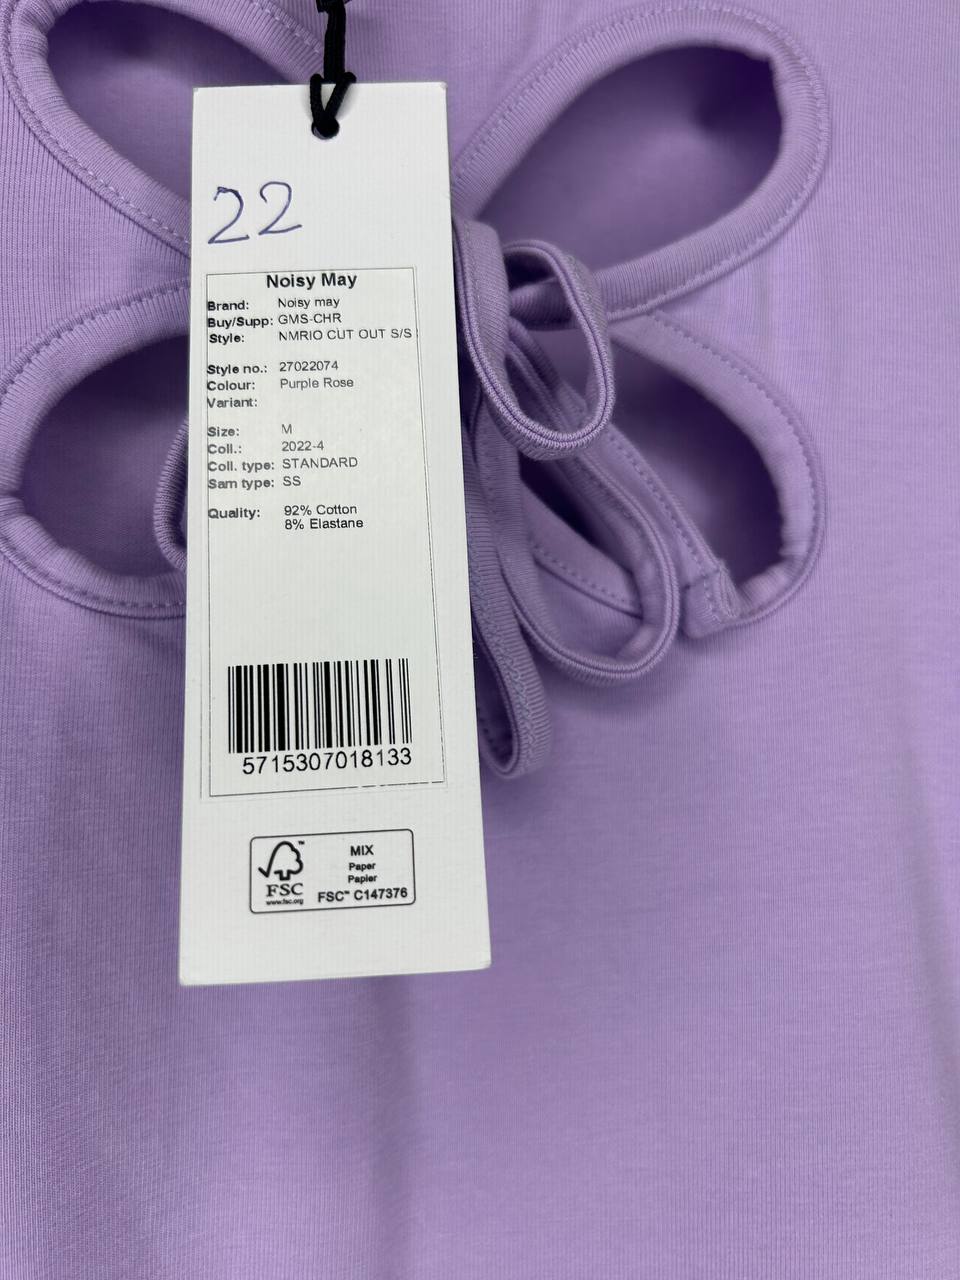 22
Noisy May
Brand: Noisy may
Buy/Supp: GMS-CHR
Style: NMRIO CUT OUT S/S
Style no.: 27022074
Colour: Purple Rose
Variant:
Size: M
Coll.: 2022-4
Coll. type: STANDARD
Sam type: SS
Quality: 92% Cotton
8% Elastane
5715307018133
FSC™
www.fsc.org
MIX
Paper
Papier
FSC™ C147376